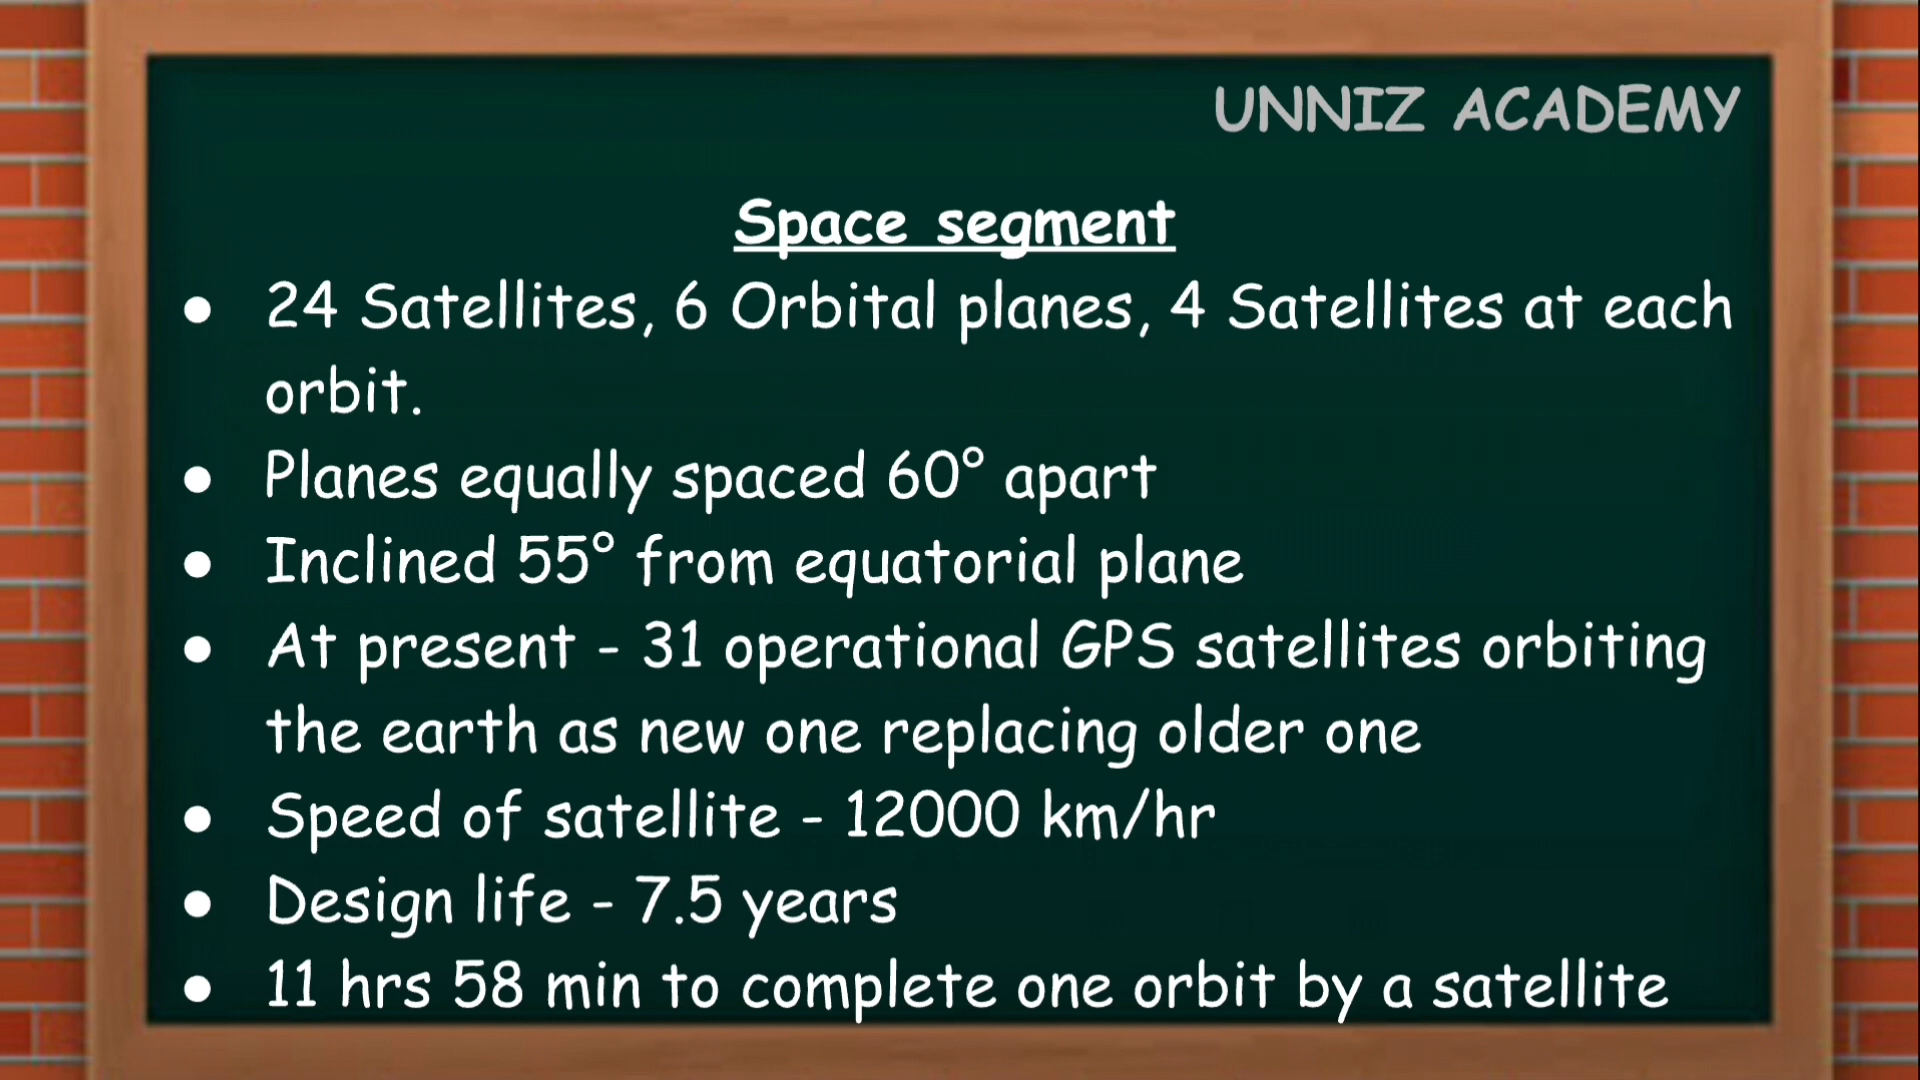 UNNIZ ACADEMY
Space segment
● 24 Satellites, 6 Orbital planes, 4 Satellites at each
orbit.
● Planes equally spaced 60° apart
● Inclined 55° from equatorial plane
● At present - 31 operational GPS satellites orbiting
the earth as new one replacing older one
● Speed of satellite - 12000 km/hr
● Design life - 7.5 years
● 11 hrs 58 min to complete one orbit by a satellite